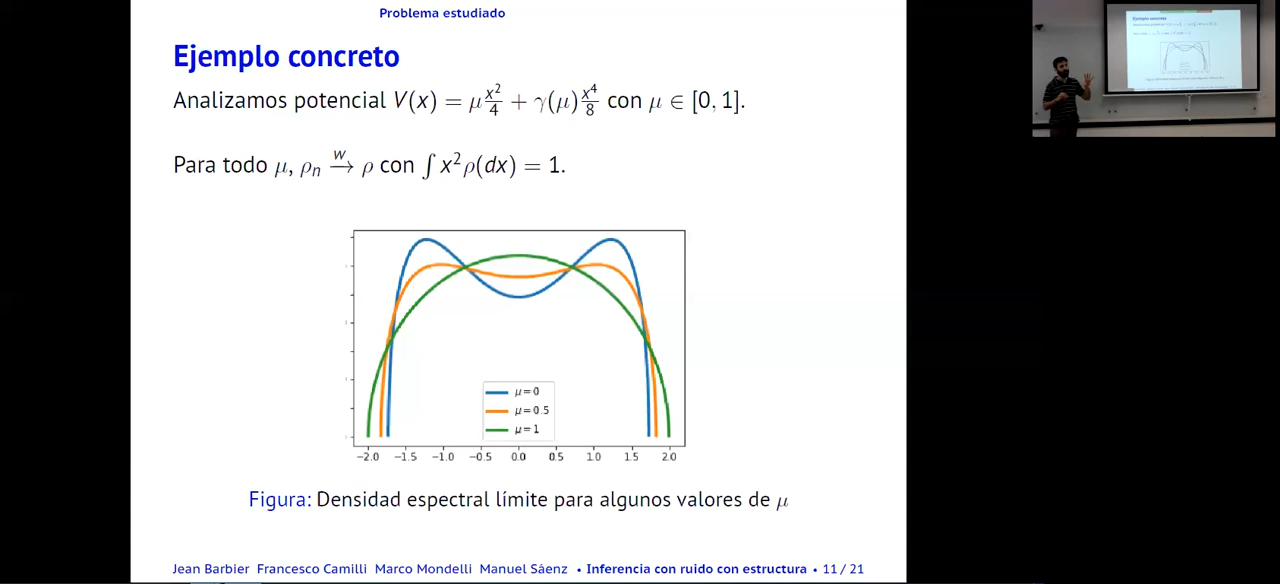 Problema estudiado
Ejemplo concreto
Analizamos potencial V(x) = μ x²/4 + γ(μ) x⁴/8 con μ ∈ [0, 1].
Para todo μ, ρₙ →ᵂ ρ con ∫ x²ρ(dx) = 1.
μ=0
μ=0.5
μ=1
−2.0 −1.5 −1.0 −0.5 0.0 0.5 1.0 1.5 2.0
Figura: Densidad espectral límite para algunos valores de μ
Jean Barbier Francesco Camilli Marco Mondelli Manuel Sáenz • Inferencia con ruido con estructura • 11 / 21
Ejemplo concreto